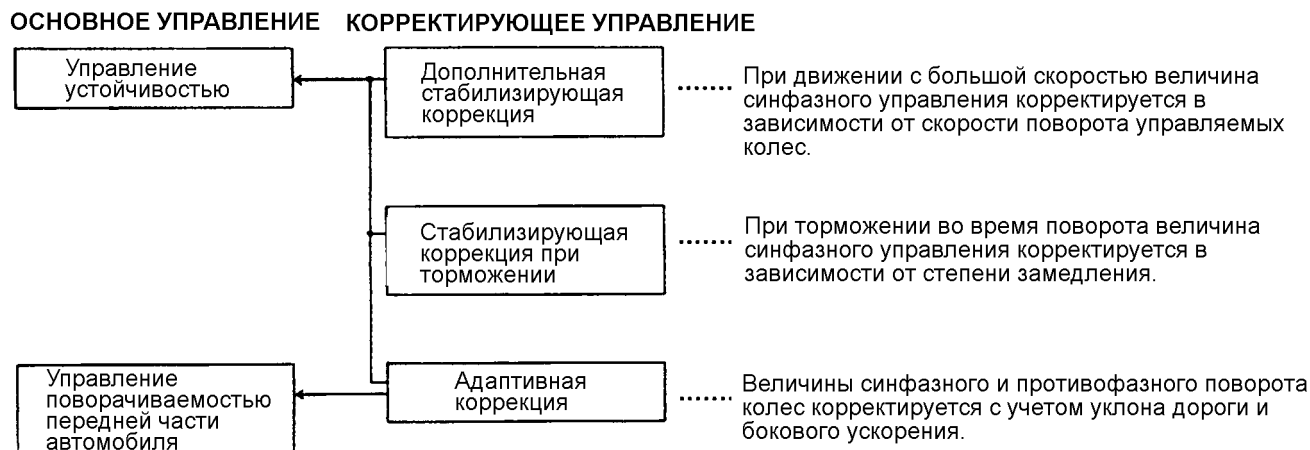 ОСНОВНОЕ УПРАВЛЕНИЕ КОРРЕКТИРУЮЩЕЕ УПРАВЛЕНИЕ
Управление
устойчивостью
Дополнительная
стабилизирующая
коррекция
При движении с большой скоростью величина
синфазного управления корректируется в
зависимости от скорости поворота управляемых
колес.
Стабилизирующая
коррекция при
торможении
При торможении во время поворота величина
синфазного управления корректируется в
зависимости от степени замедления.
Управление
поворачиваемостью
передней части
автомобиля
Адаптивная
коррекция
Величины синфазного и противофазного поворота
колес корректируется с учетом уклона дороги и
бокового ускорения.